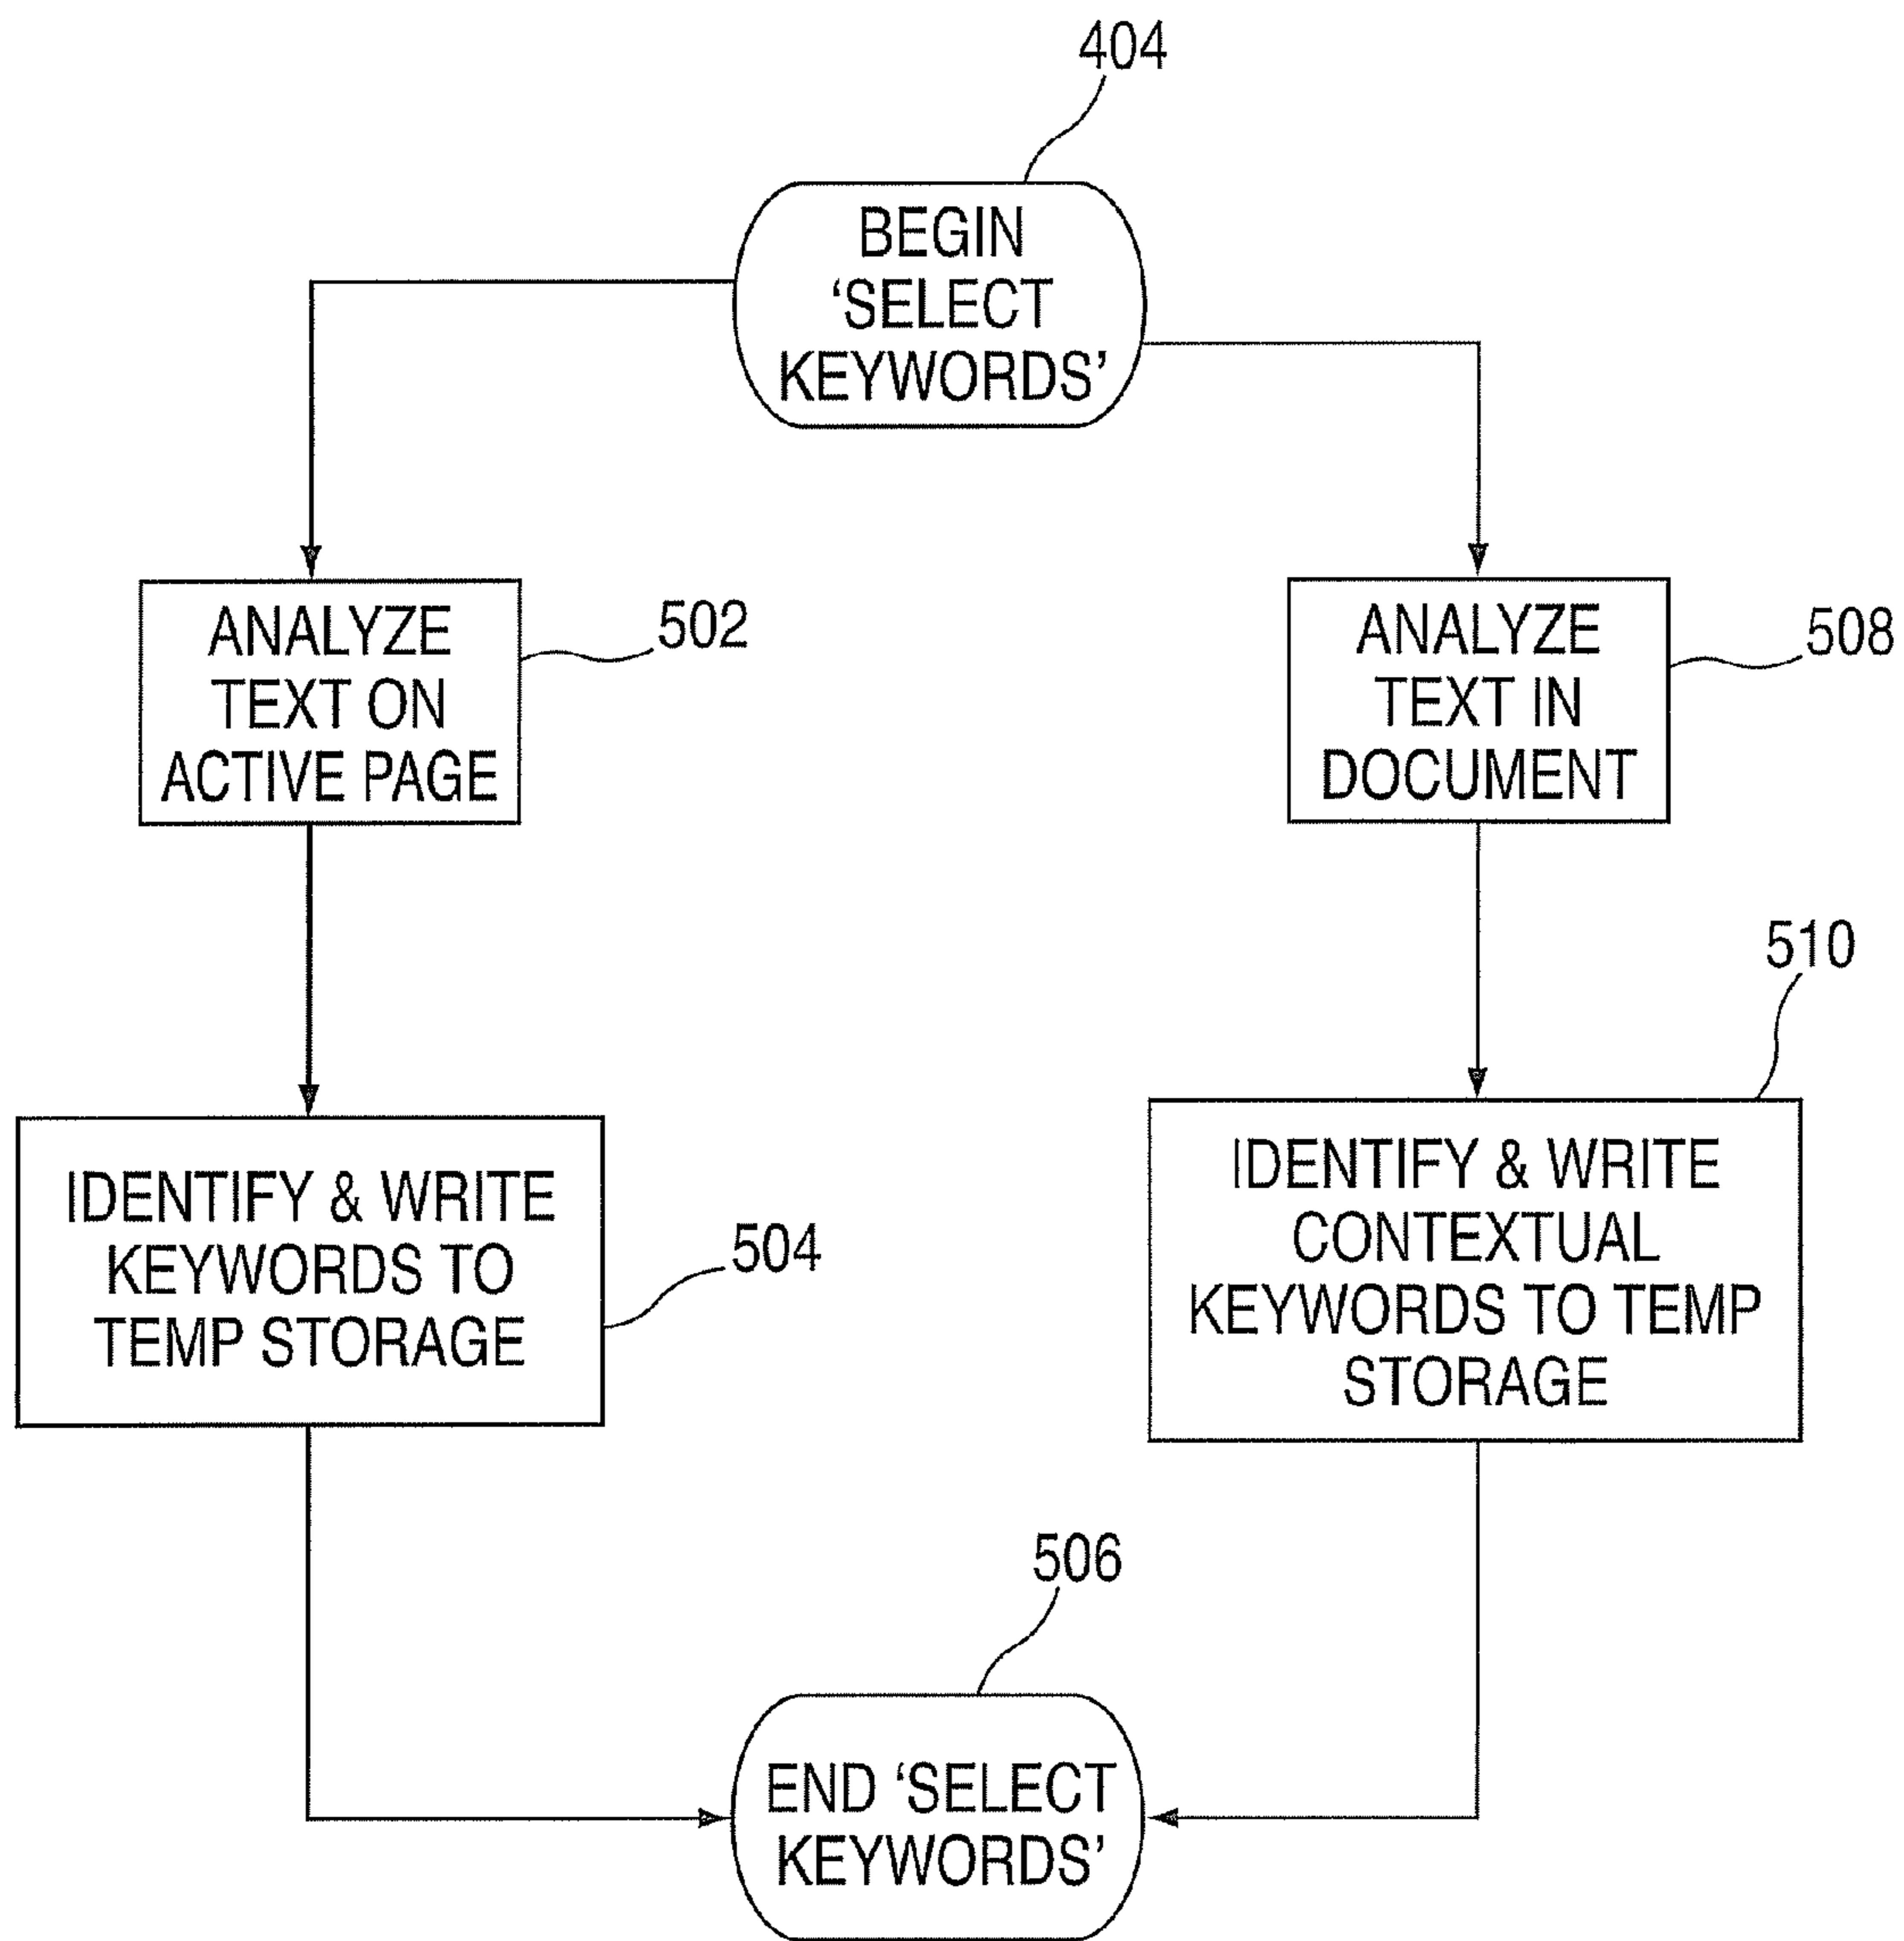 404
BEGIN
‘SELECT
KEYWORDS’
ANALYZE
TEXT ON
ACTIVE PAGE
502
ANALYZE
TEXT IN
DOCUMENT
508
IDENTIFY & WRITE
KEYWORDS TO
TEMP STORAGE
504
510
IDENTIFY & WRITE
CONTEXTUAL
KEYWORDS TO TEMP
STORAGE
506
END ‘SELECT
KEYWORDS’